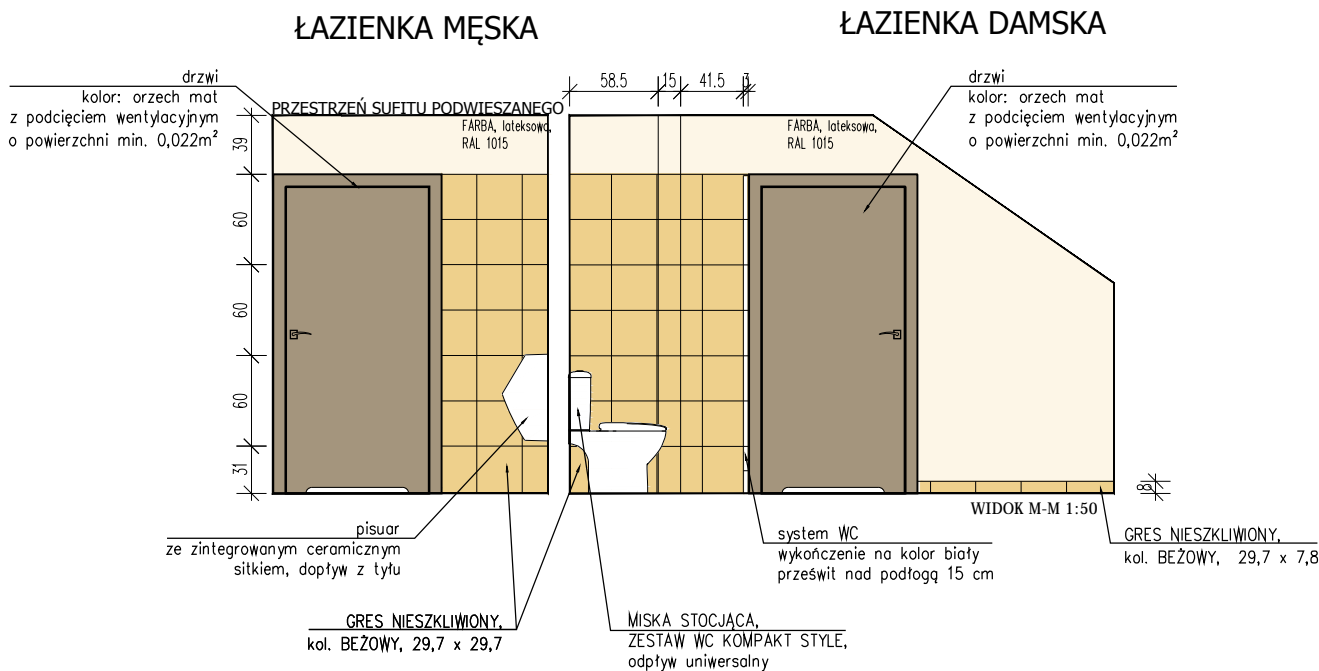 ŁAZIENKA MĘSKA
ŁAZIENKA DAMSKA
drzwi
kolor: orzech mat
z podcięciem wentylacyjnym
o powierzchni min. 0,022m²
PRZESTRZEŃ SUFITU PODWIESZANEGO
58.5
15
41.5
3
drzwi
kolor: orzech mat
z podcięciem wentylacyjnym
o powierzchni min. 0,022m²
FARBA, lateksowa,
RAL 1015
FARBA, lateksowa,
RAL 1015
39
60
60
60
31
8
WIDOK M-M 1:50
pisuar
ze zintegrowanym ceramicznym
sitkiem, dopływ z tyłu
system WC
wykończenie na kolor biały
prześwit nad podłogą 15 cm
GRES NIESZKLIWIONY,
kol. BEŻOWY, 29,7 x 7,8
GRES NIESZKLIWIONY,
kol. BEŻOWY, 29,7 x 29,7
MISKA STOCJĄCA,
ZESTAW WC KOMPAKT STYLE,
odpływ uniwersalny